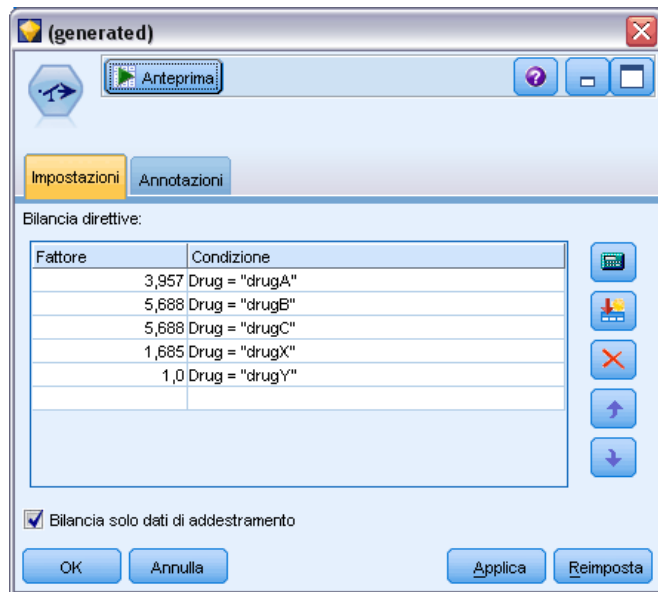 (generated)
Anteprima
Impostazioni Annotazioni
Bilancia direttive:
Fattore Condizione
3,957 Drug = "drugA"
5,688 Drug = "drugB"
5,688 Drug = "drugC"
1,685 Drug = "drugX"
1,0 Drug = "drugY"
Bilancia solo dati di addestramento
OK Annulla Applica Reimposta